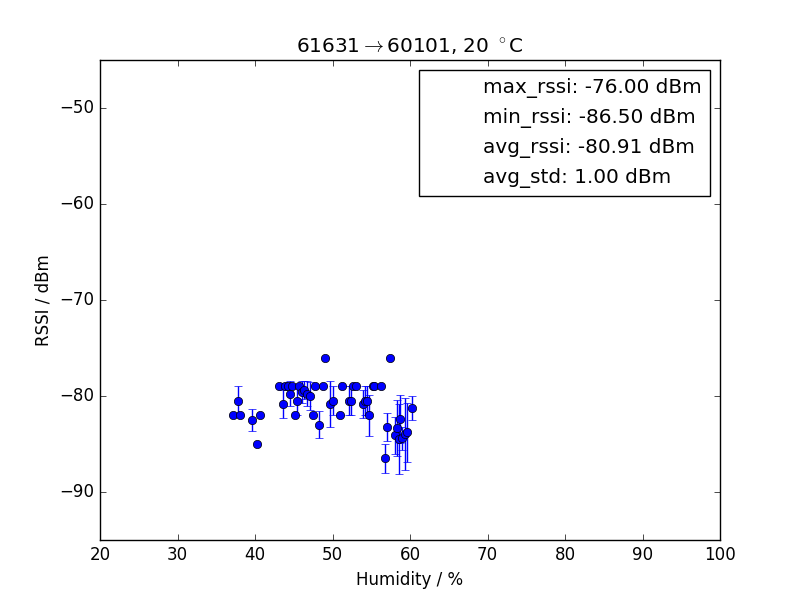 61631→60101, 20 °C
max_rssi: -76.00 dBm
min_rssi: -86.50 dBm
avg_rssi: -80.91 dBm
avg_std: 1.00 dBm
RSSI / dBm
−50
−60
−70
−80
−90
20 30 40 50 60 70 80 90 100
Humidity / %